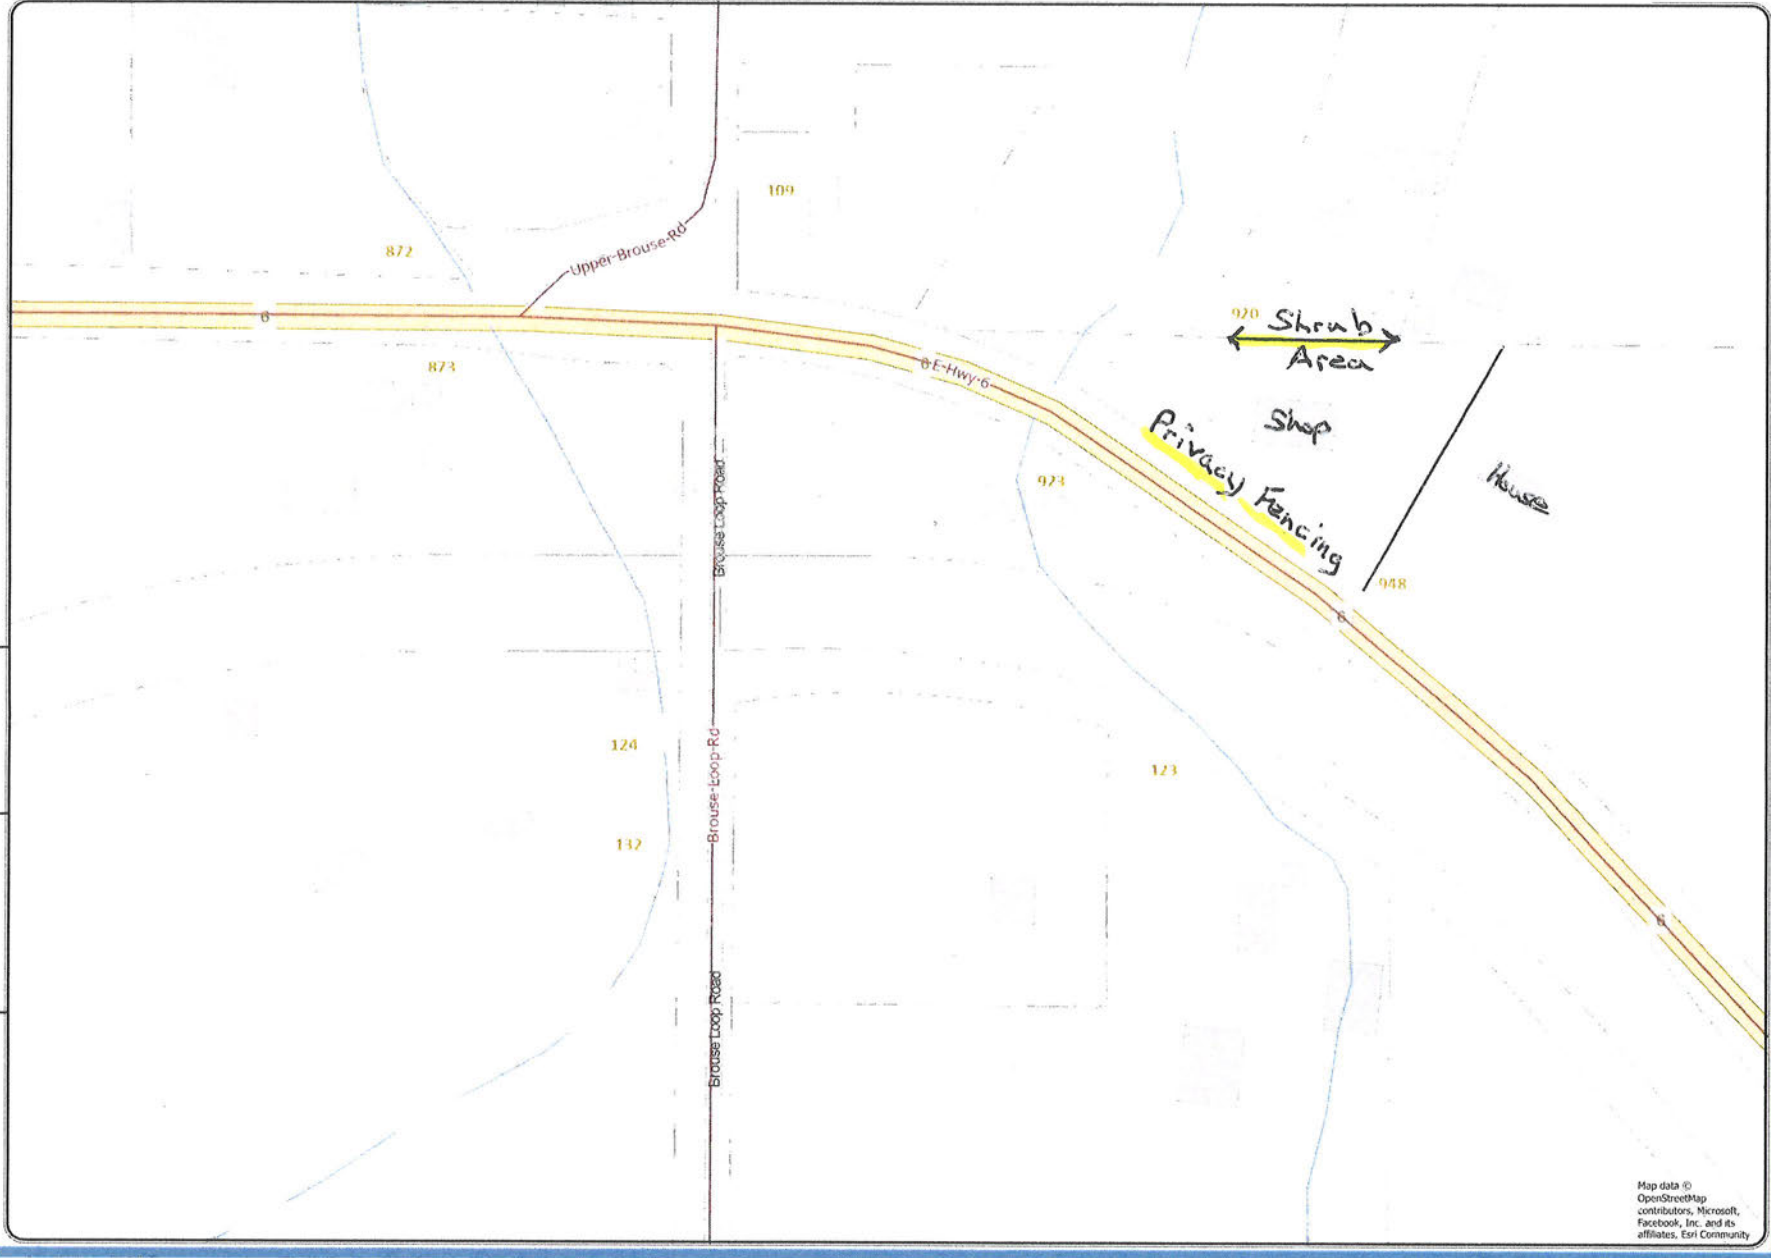 109
872
Upper-Brouse-Rd
920
Shrub
Area
6
873
6 E-Hwy-6
Shop
Privacy Fencing
House
923
Brouse Loop Road
948
6
124
Brouse-Loop-Rd
123
132
6
Brouse Loop Road
Map data ©
OpenStreetMap
contributors, Microsoft,
Facebook, Inc. and its
affiliates, Esri Community